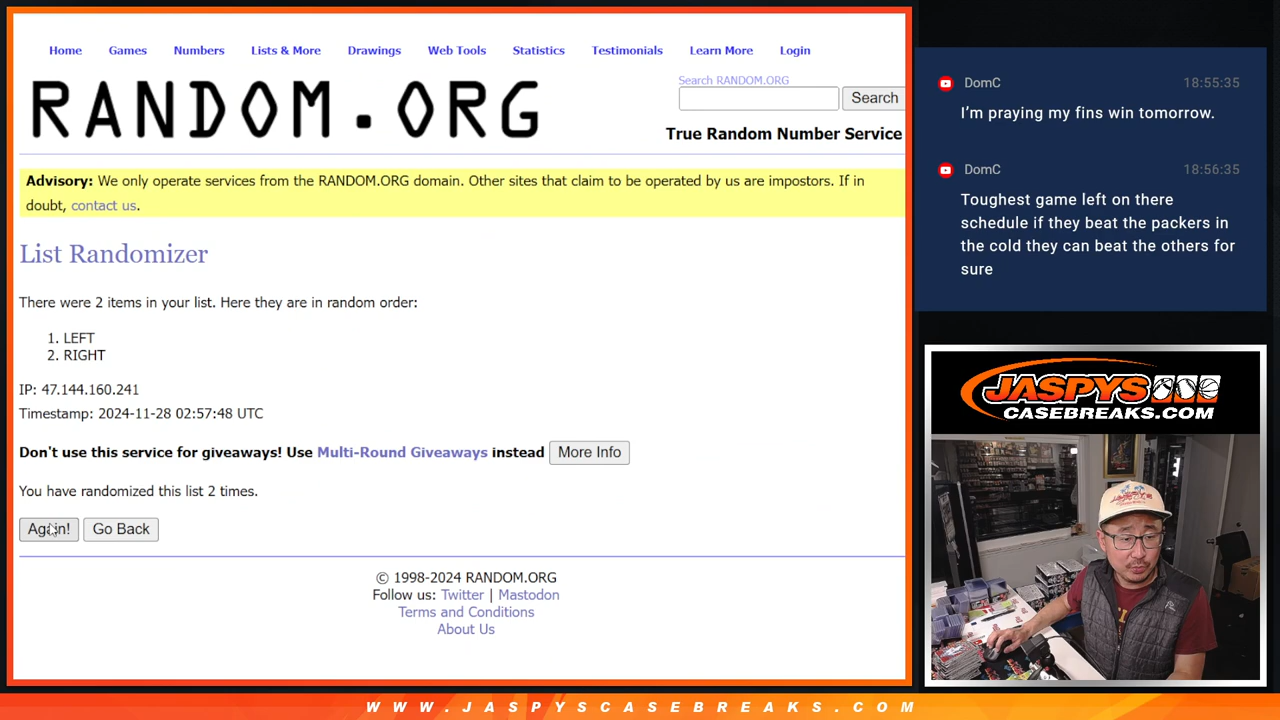 Home Games Numbers Lists & More Drawings Web Tools Statistics Testimonials Learn More Login
RANDOM.ORG
Search RANDOM.ORG
Search
True Random Number Service
Advisory: We only operate services from the RANDOM.ORG domain. Other sites that claim to be operated by us are impostors. If in
doubt, contact us.
List Randomizer
There were 2 items in your list. Here they are in random order:
1. LEFT
2. RIGHT
IP: 47.144.160.241
Timestamp: 2024-11-28 02:57:48 UTC
Don't use this service for giveaways! Use Multi-Round Giveaways instead More Info
You have randomized this list 2 times.
Again! Go Back
© 1998-2024 RANDOM.ORG
Follow us: Twitter | Mastodon
Terms and Conditions
About Us
DomC 18:55:35
I'm praying my fins win tomorrow.
DomC 18:56:35
Toughest game left on there
schedule if they beat the packers in
the cold they can beat the others for
sure
JASPYS
CASEBREAKS.COM
WWW.JASPYSCASEBREAKS.COM